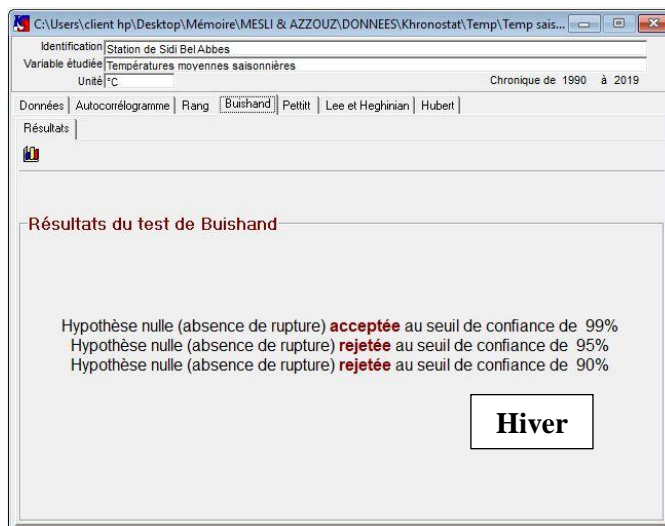 C:\Users\client hp\Desktop\Mémoire\MESLI & AZZOUZ\DONNEES\Khronostat\Temp\Temp sais...
Identification Station de Sidi Bel Abbes
Variable étudiée Températures moyennes saisonnières
Unité °C Chronique de 1990 à 2019
Données Autocorrélogramme Rang Buishand Pettitt Lee et Heghinian Hubert
Résultats
Résultats du test de Buishand
Hypothèse nulle (absence de rupture) acceptée au seuil de confiance de 99%
Hypothèse nulle (absence de rupture) rejetée au seuil de confiance de 95%
Hypothèse nulle (absence de rupture) rejetée au seuil de confiance de 90%
Hiver